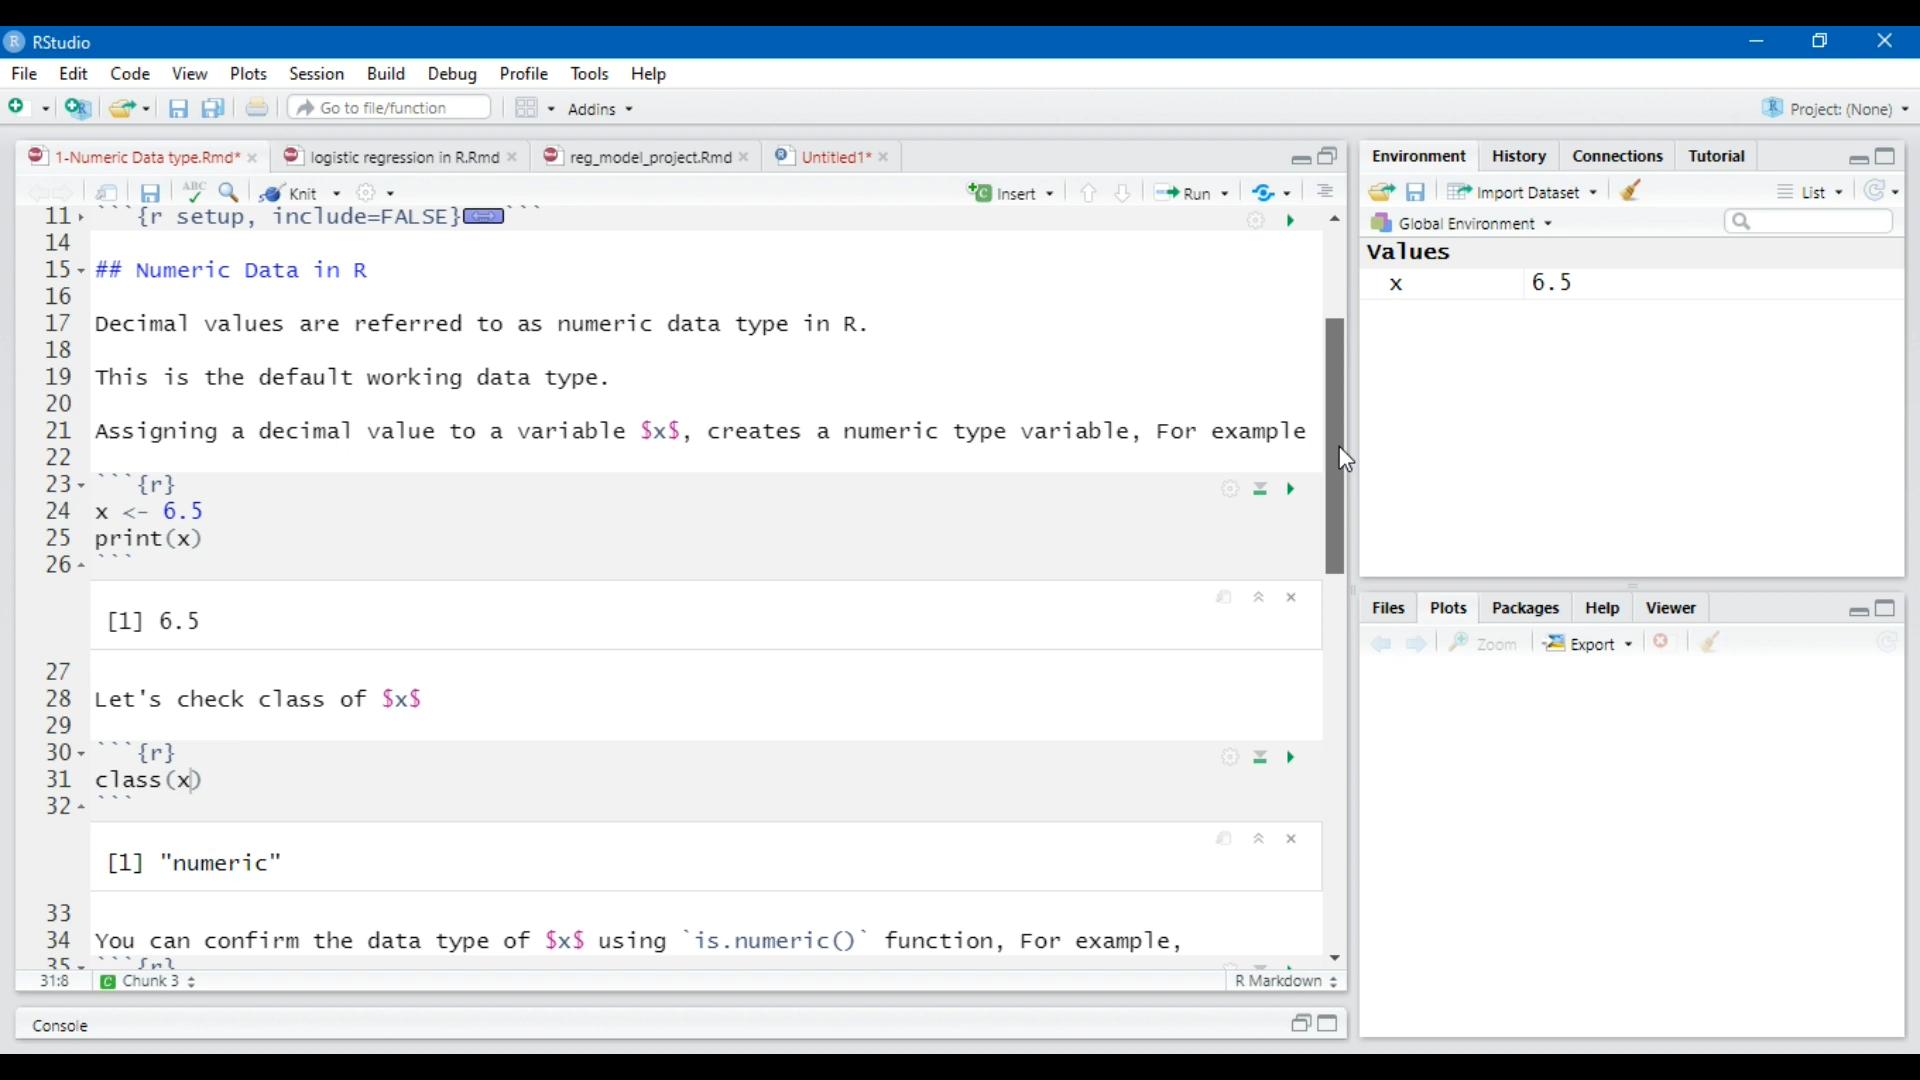 RStudio
File Edit Code View Plots Session Build Debug Profile Tools Help
Go to file/function Addins Project: (None)
1-Numeric Data type.Rmd* logistic regression in R.Rmd reg_model_project.Rmd Untitled1*
ABC Knit Insert Run
11 ```{r setup, include=FALSE} ```
14
15 ## Numeric Data in R
16
17 Decimal values are referred to as numeric data type in R.
18
19 This is the default working data type.
20
21 Assigning a decimal value to a variable $x$, creates a numeric type variable, For example
22
23 ```{r}
24 x <- 6.5
25 print(x)
26 ```
[1] 6.5
27
28 Let's check class of $x$
29
30 ```{r}
31 class(x)
32 ```
[1] "numeric"
33
34 You can confirm the data type of $x$ using `is.numeric()` function, For example,
35 ```{r}
31:8 Chunk 3 R Markdown
Console
Environment History Connections Tutorial
Import Dataset List
Global Environment
Values
x 6.5
Files Plots Packages Help Viewer
Zoom Export